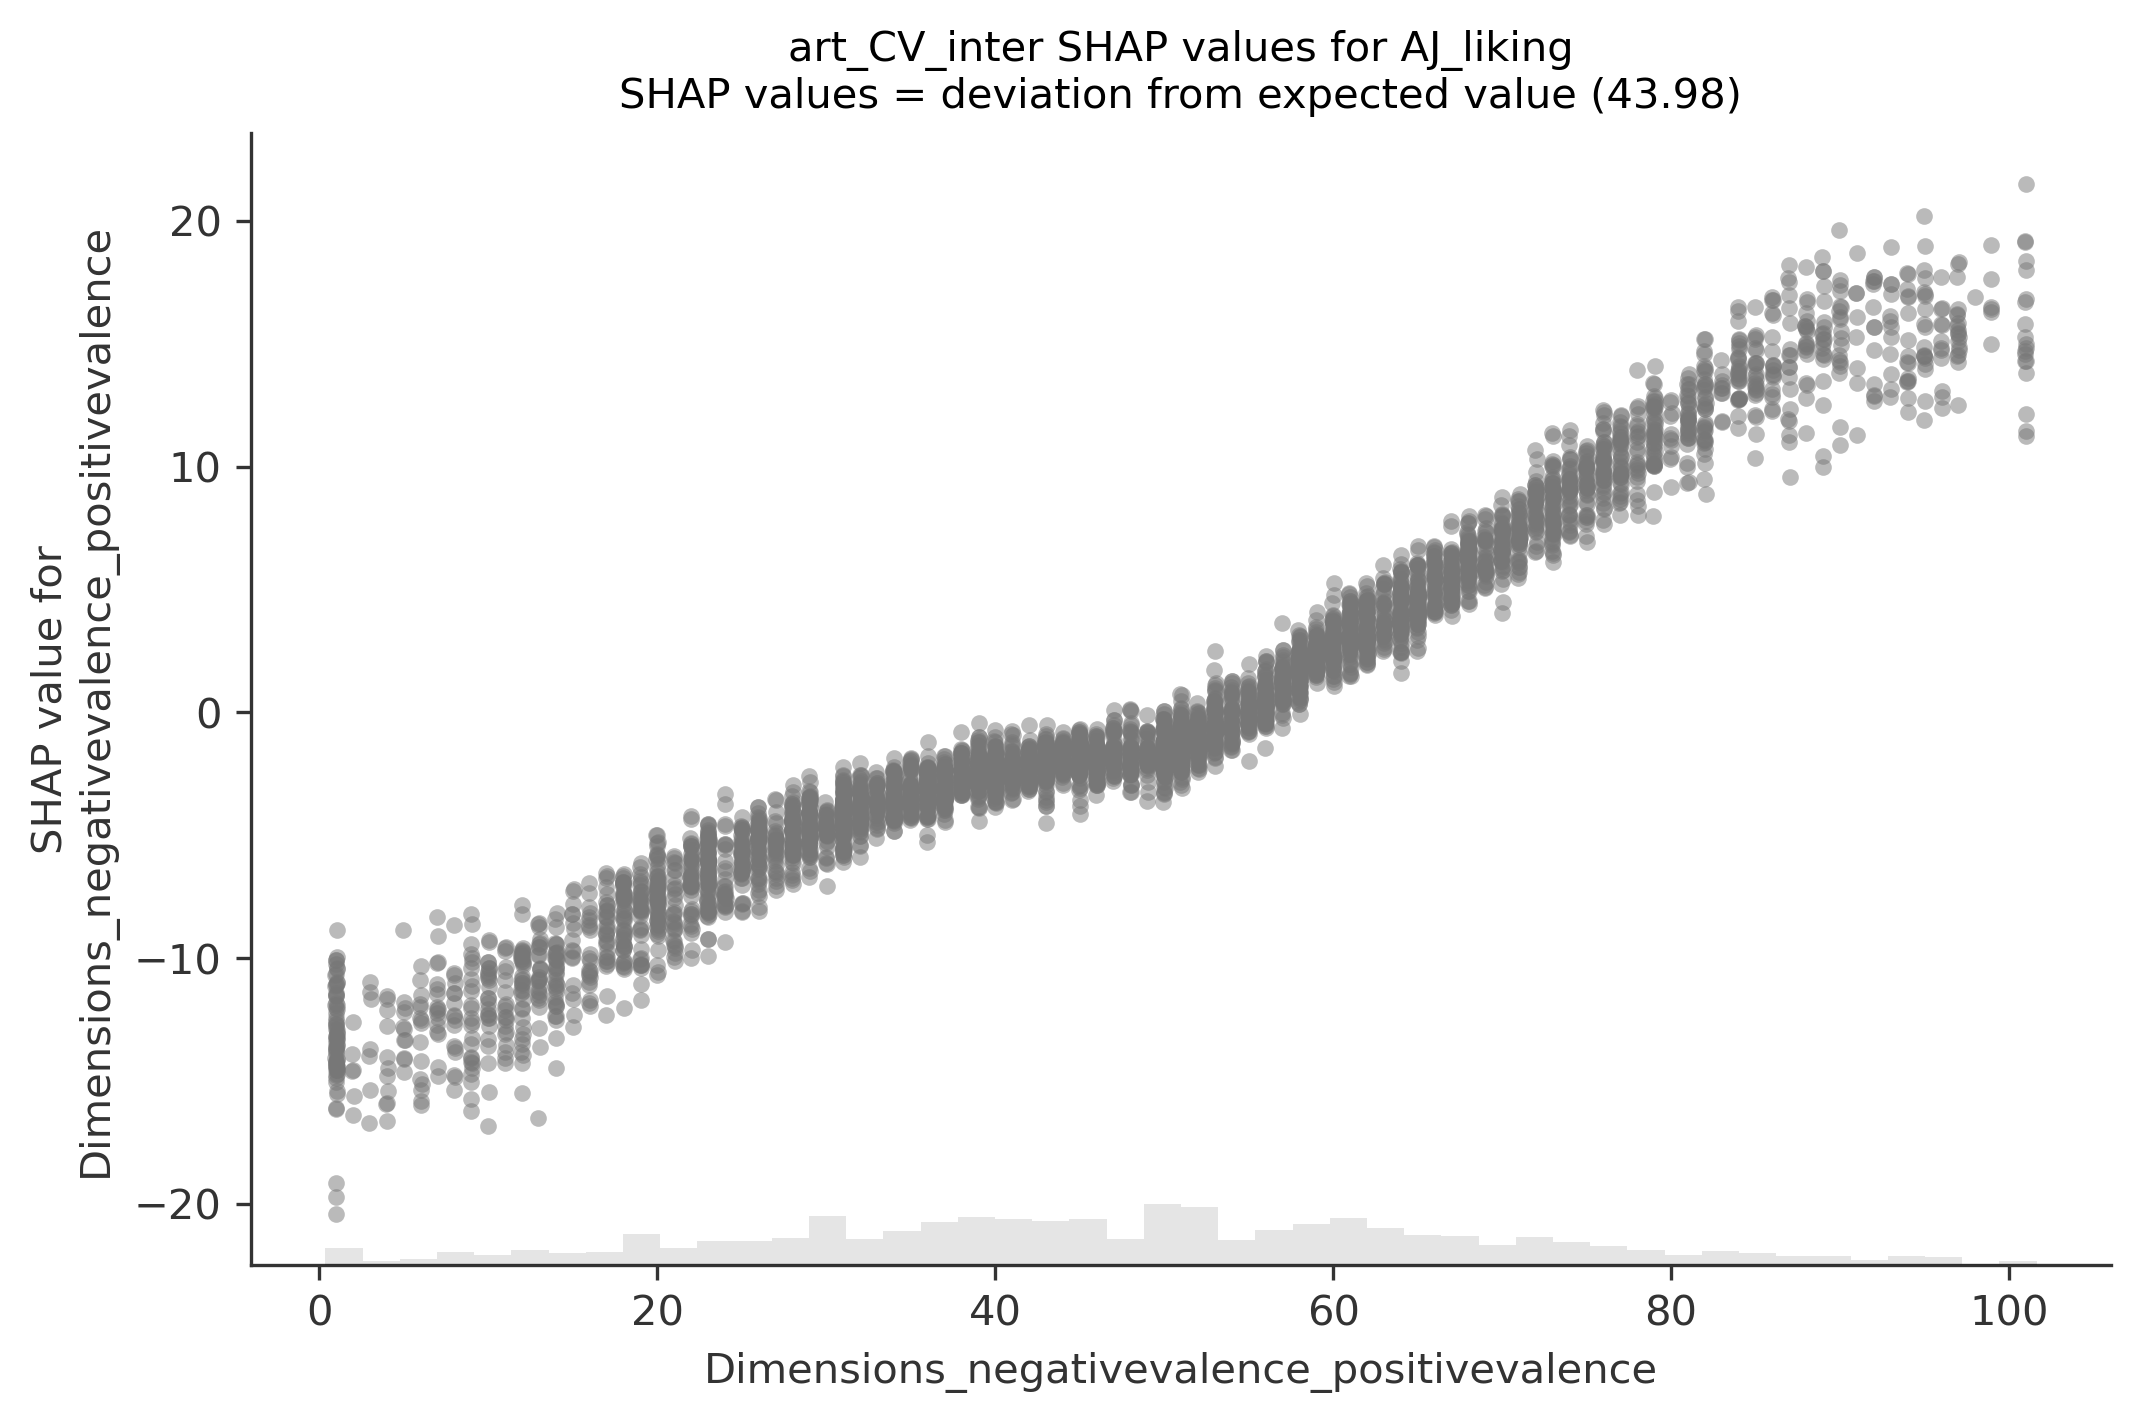 art_CV_inter SHAP values for AJ_liking
SHAP values = deviation from expected value (43.98)
SHAP value for
Dimensions_negativevalence_positivevalence
20
10
0
−10
−20
0 20 40 60 80 100
Dimensions_negativevalence_positivevalence